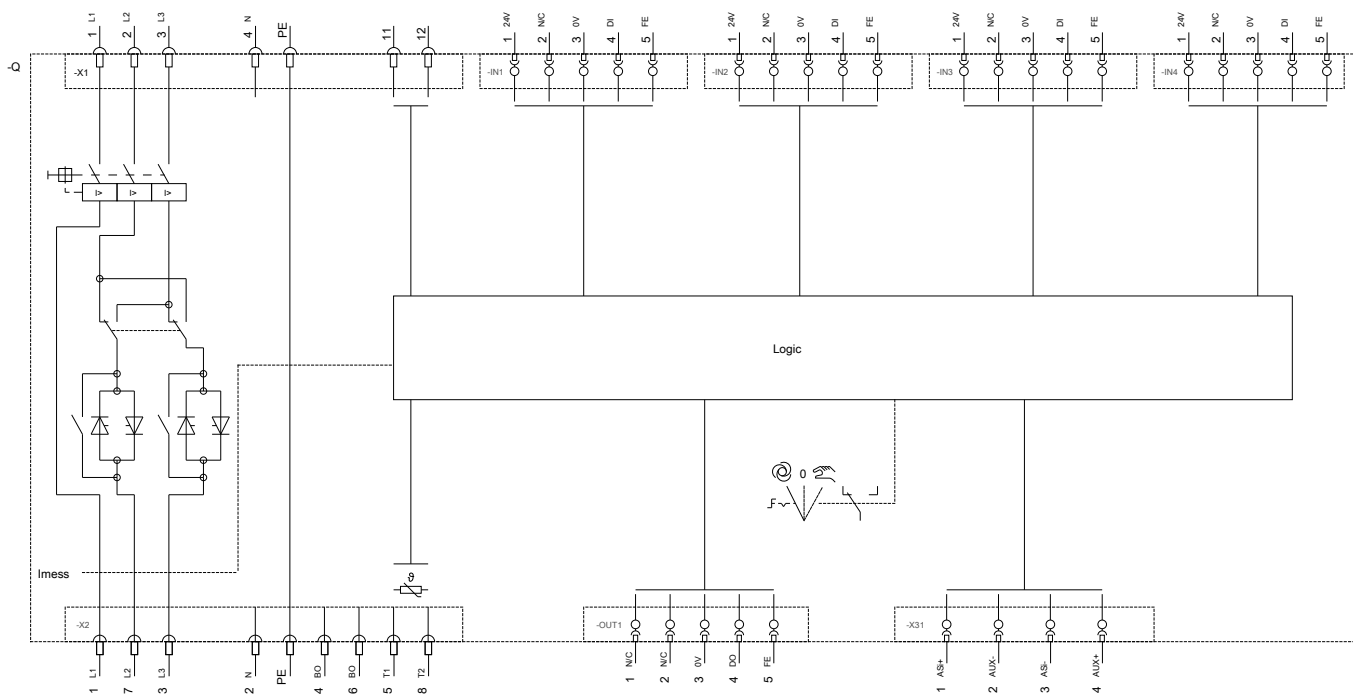 L1 L2 L3 N
1 2 3 4 PE 11 12
24V N/C 0V DI FE
1 2 3 4 5
24V N/C 0V DI FE
1 2 3 4 5
24V N/C 0V DI FE
1 2 3 4 5
24V N/C 0V DI FE
1 2 3 4 5
-Q
-X1
-IN1
-IN2
-IN3
-IN4
I> I> I>
Logic
0
Imess
ϑ
-X2
-OUT1
-X31
L1 L2 L3 N BO BO T1 T2
1 7 3 2 PE 4 6 5 8
N/C N/C 0V DO FE
1 2 3 4 5
ASi+ AUX- ASi- AUX+
1 2 3 4